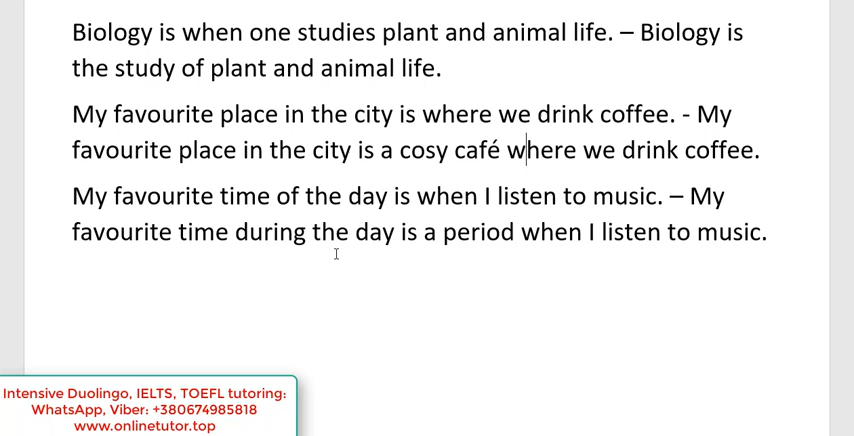 Biology is when one studies plant and animal life. – Biology is
the study of plant and animal life.
My favourite place in the city is where we drink coffee. - My
favourite place in the city is a cosy café where we drink coffee.
My favourite time of the day is when I listen to music. – My
favourite time during the day is a period when I listen to music.
Intensive Duolingo, IELTS, TOEFL tutoring:
WhatsApp, Viber: +380674985818
www.onlinetutor.top